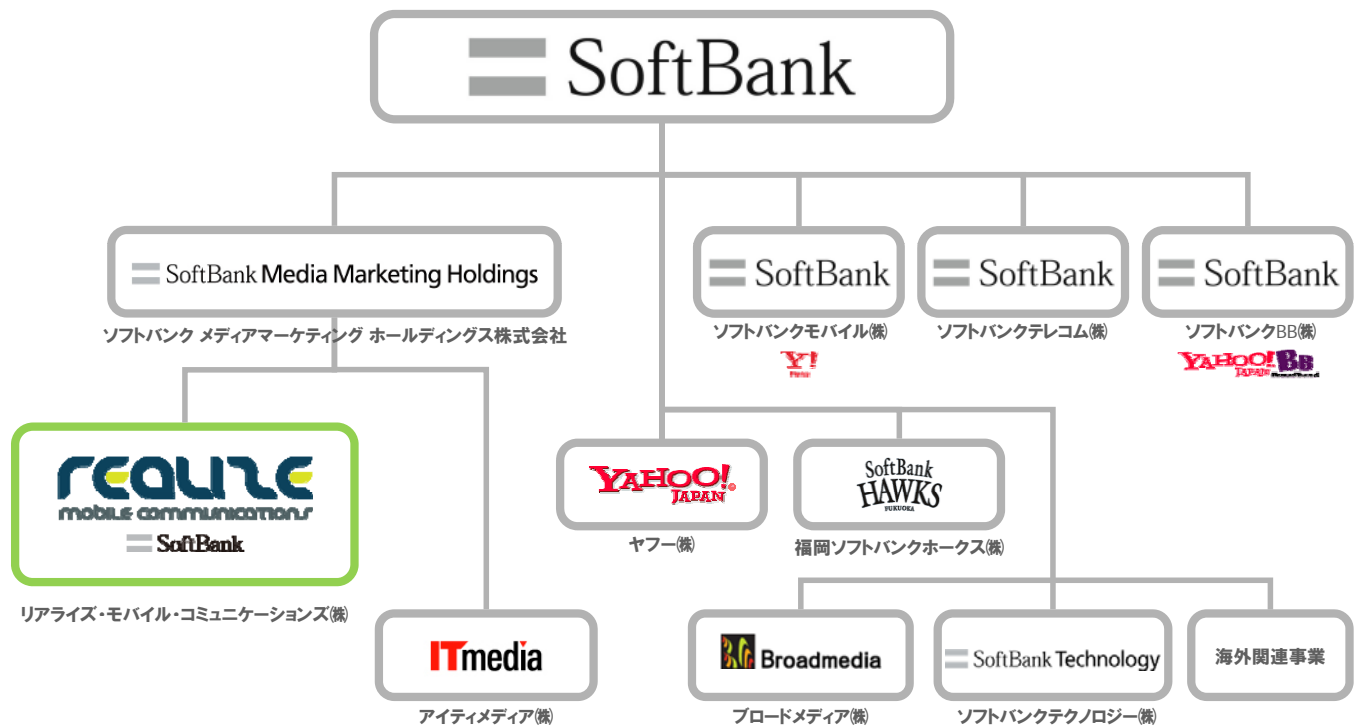 SoftBank
SoftBank Media Marketing Holdings
ソフトバンク メディアマーケティング ホールディングス株式会社
SoftBank
ソフトバンクモバイル㈱
Y!
SoftBank
ソフトバンクテレコム㈱
SoftBank
ソフトバンクBB㈱
YAHOO! BB
JAPAN
REALIZE
mobile communications
SoftBank
リアライズ・モバイル・コミュニケーションズ㈱
YAHOO!
JAPAN
ヤフー㈱
SoftBank
HAWKS
FUKUOKA
福岡ソフトバンクホークス㈱
ITmedia
アイティメディア㈱
Broadmedia
ブロードメディア㈱
SoftBank Technology
ソフトバンクテクノロジー㈱
海外関連事業